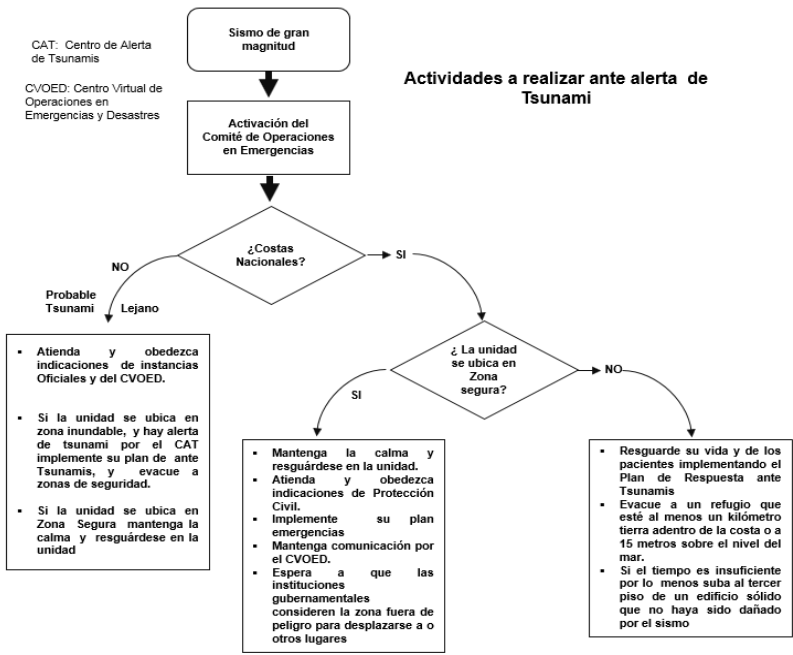 CAT: Centro de Alerta
de Tsunamis
CVOED: Centro Virtual de
Operaciones en
Emergencias y Desastres
Sismo de gran
magnitud
Actividades a realizar ante alerta de
Tsunami
Activación del
Comité de Operaciones
en Emergencias
¿Costas
Nacionales?
NO
SI
Probable
Tsunami
Lejano
¿ La unidad
se ubica en
Zona
segura?
SI
NO
▪ Atienda y obedezca
indicaciones de instancias
Oficiales y del CVOED.
▪ Si la unidad se ubica en
zona inundable, y hay alerta
de tsunami por el CAT
implemente su plan de ante
Tsunamis, y evacue a
zonas de seguridad.
▪ Si la unidad se ubica en
Zona Segura mantenga la
calma y resguárdese en la
unidad
▪ Mantenga la calma y
resguárdese en la unidad.
▪ Atienda y obedezca
indicaciones de Protección
Civil.
▪ Implemente su plan
emergencias
▪ Mantenga comunicación por
el CVOED.
▪ Espera a que las
instituciones
gubernamentales
consideren la zona fuera de
peligro para desplazarse a o
otros lugares
▪ Resguarde su vida y de los
pacientes implementando el
Plan de Respuesta ante
Tsunamis
▪ Evacue a un refugio que
esté al menos un kilómetro
tierra adentro de la costa o a
15 metros sobre el nivel del
mar.
▪ Si el tiempo es insuficiente
por lo menos suba al tercer
piso de un edificio sólido
que no haya sido dañado
por el sismo